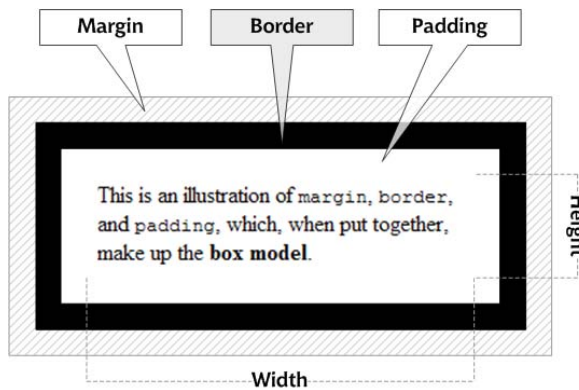 Margin
Border
Padding
This is an illustration of margin, border,
and padding, which, when put together,
make up the box model.
Height
Width